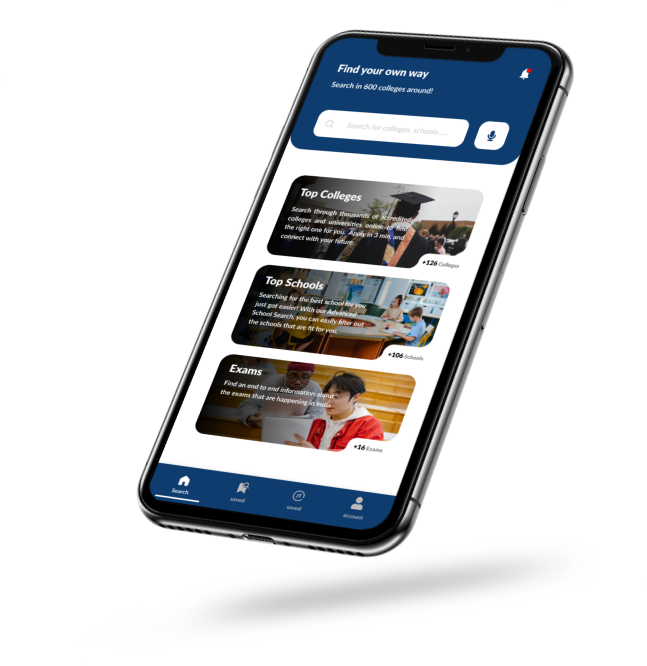 Find your own way
Search in 600 colleges around!
Search for colleges, schools....
Top Colleges
Search through thousands of accredited
colleges and universities online to find
the right one for you. Apply in 3 min, and
connect with your future
+126 Colleges
Top Schools
Searching for the best school for you
just got easier! With our Advanced
School Search, you can easily filter out
the schools that are fit for you.
+106 Schools
Exams
Find an end to end information about
the exams that are happening in India
+16 Exams
Search
saved
saved
account